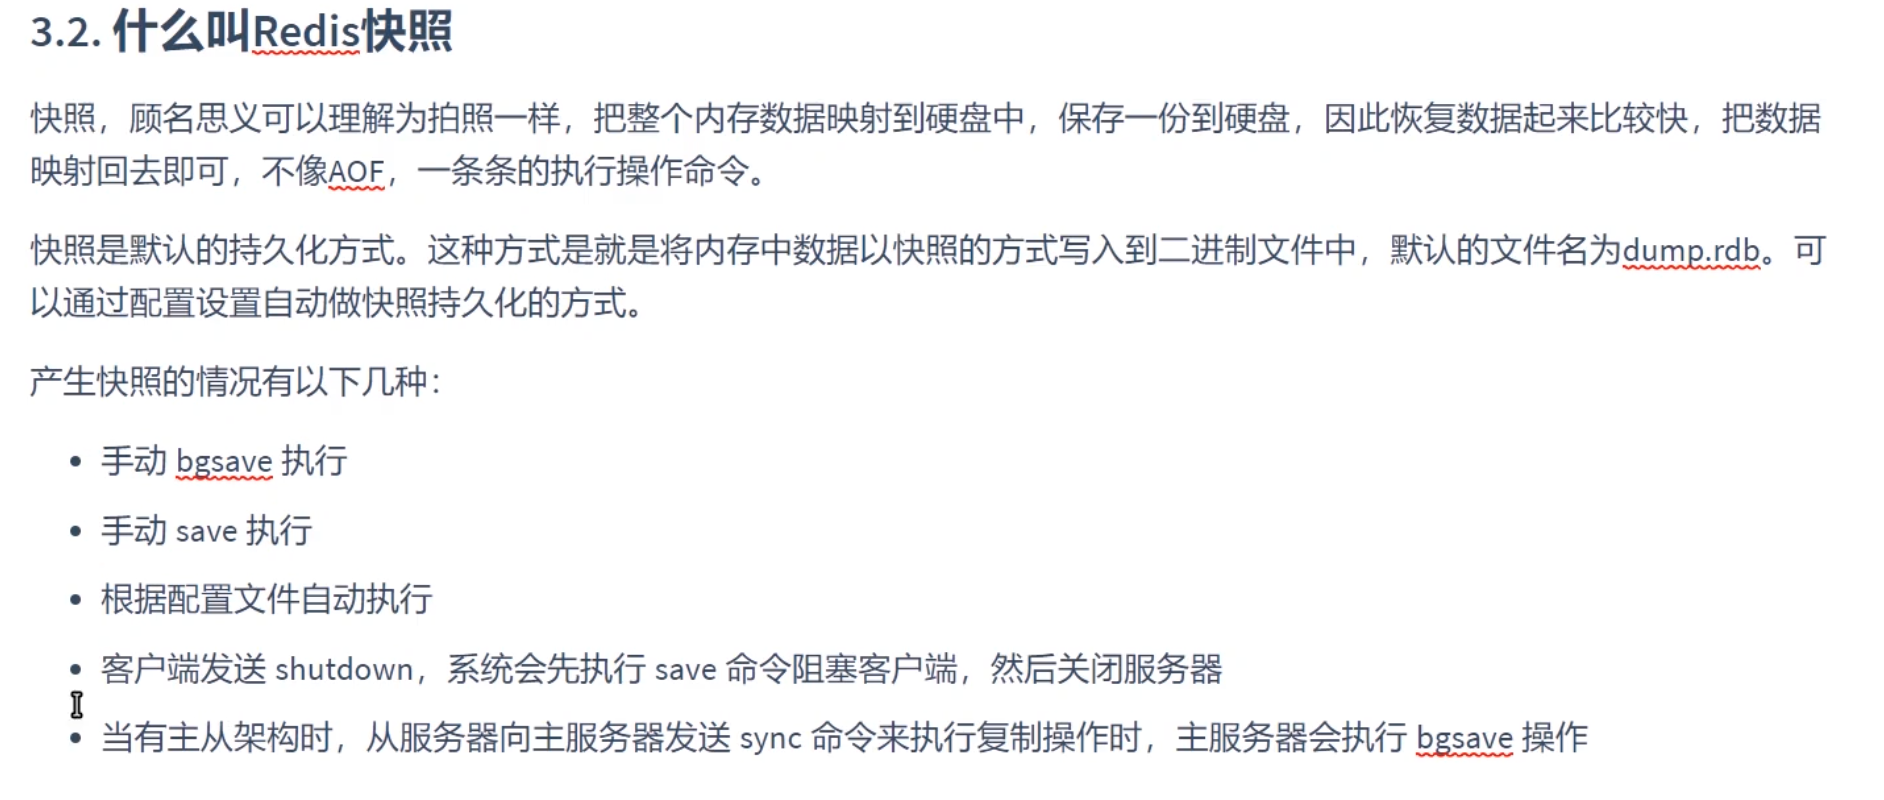 3.2. 什么叫Redis快照
快照，顾名思义可以理解为拍照一样，把整个内存数据映射到硬盘中，保存一份到硬盘，因此恢复数据起来比较快，把数据
映射回去即可，不像AOF，一条条的执行操作命令。
快照是默认的持久化方式。这种方式是就是将内存中数据以快照的方式写入到二进制文件中，默认的文件名为dump.rdb。可
以通过配置设置自动做快照持久化的方式。
产生快照的情况有以下几种：
• 手动 bgsave 执行
• 手动 save 执行
• 根据配置文件自动执行
• 客户端发送 shutdown，系统会先执行 save 命令阻塞客户端，然后关闭服务器
• 当有主从架构时，从服务器向主服务器发送 sync 命令来执行复制操作时，主服务器会执行 bgsave 操作